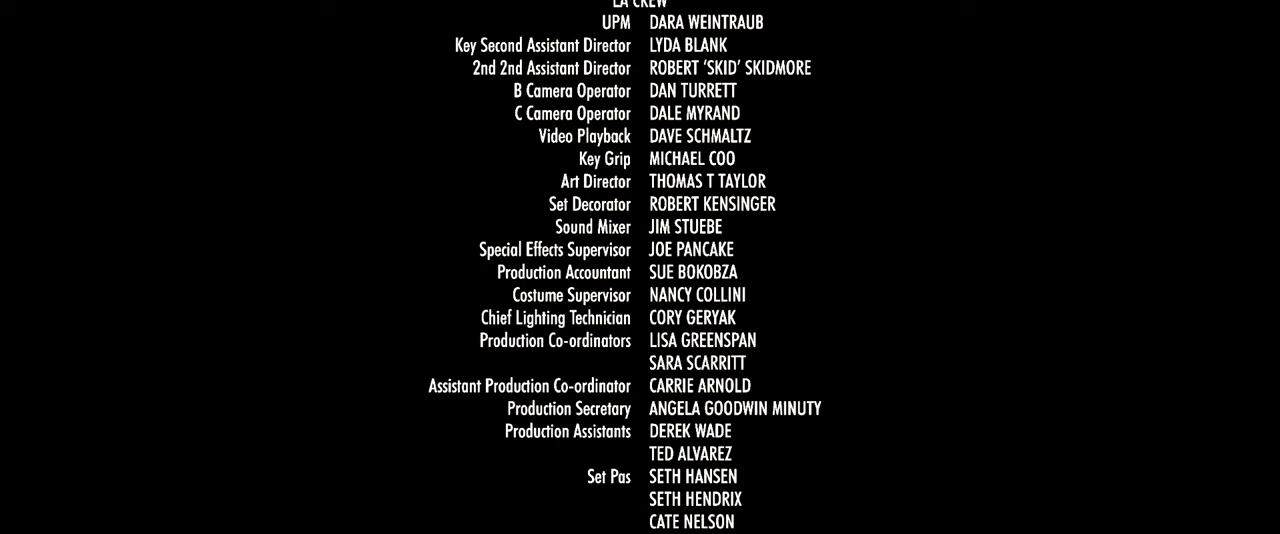 LA CREW
UPM DARA WEINTRAUB
Key Second Assistant Director LYDA BLANK
2nd 2nd Assistant Director ROBERT ‘SKID’ SKIDMORE
B Camera Operator DAN TURRETT
C Camera Operator DALE MYRAND
Video Playback DAVE SCHMALTZ
Key Grip MICHAEL COO
Art Director THOMAS T TAYLOR
Set Decorator ROBERT KENSINGER
Sound Mixer JIM STUEBE
Special Effects Supervisor JOE PANCAKE
Production Accountant SUE BOKOBZA
Costume Supervisor NANCY COLLINI
Chief Lighting Technician CORY GERYAK
Production Co-ordinators LISA GREENSPAN
SARA SCARRITT
Assistant Production Co-ordinator CARRIE ARNOLD
Production Secretary ANGELA GOODWIN MINUTY
Production Assistants DEREK WADE
TED ALVAREZ
Set Pas SETH HANSEN
SETH HENDRIX
CATE NELSON